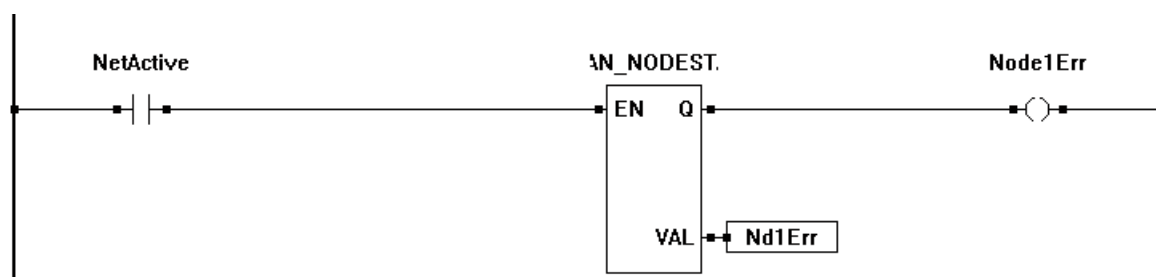 NetActive
AN_NODEST.
Node1Err
EN Q
VAL Nd1Err